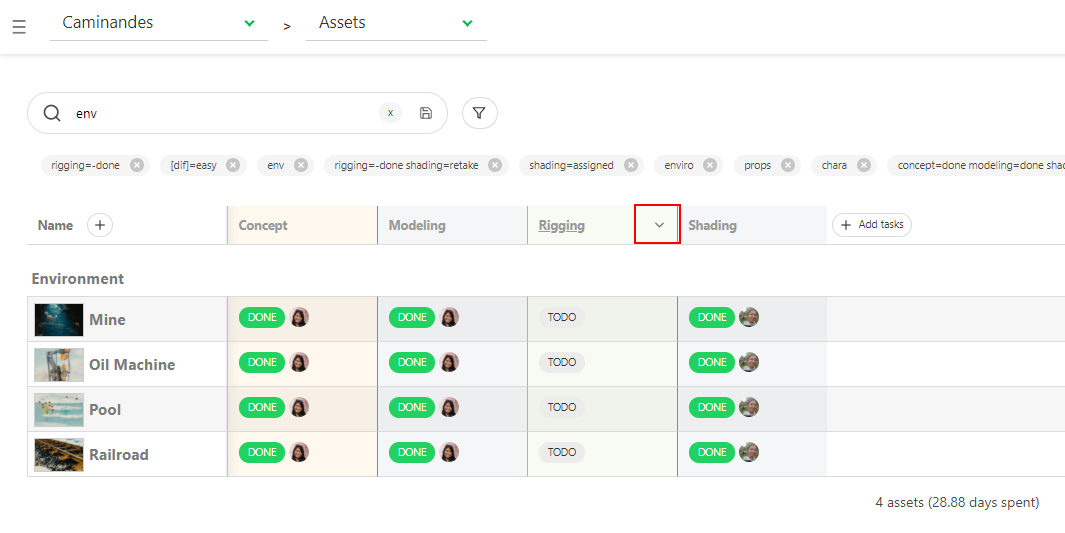 Caminandes > Assets
env x
rigging=-done [dif]=easy env rigging=-done shading=retake shading=assigned enviro props chara concept=done modeling=done shad
Name + Concept Modeling Rigging Shading + Add tasks
Environment
Mine DONE DONE TODO DONE
Oil Machine DONE DONE TODO DONE
Pool DONE DONE TODO DONE
Railroad DONE DONE TODO DONE
4 assets (28.88 days spent)